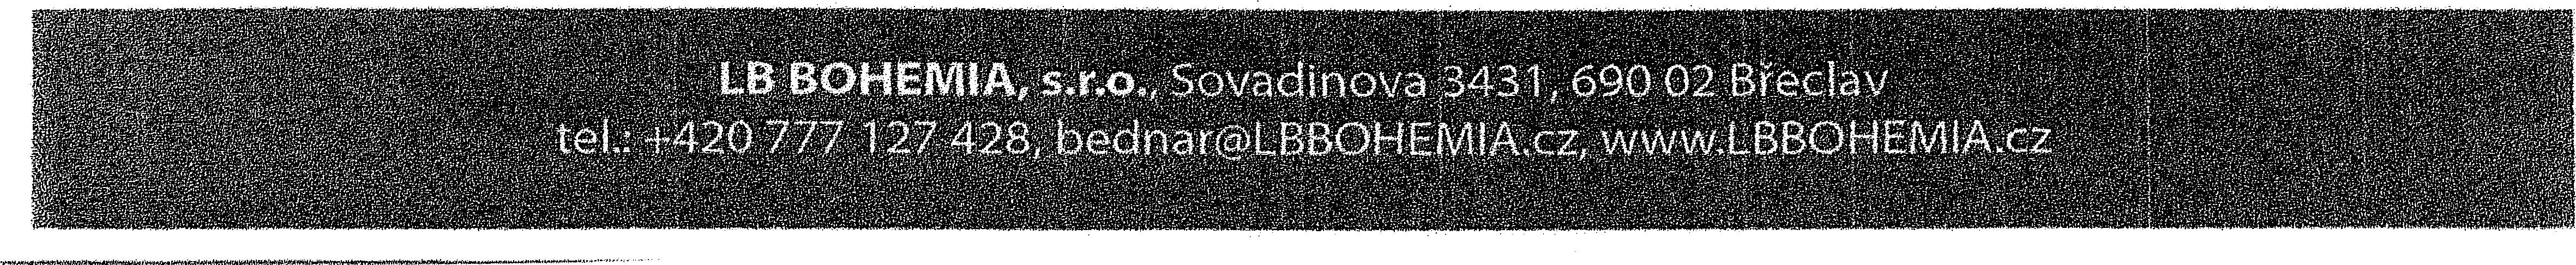 LB BOHEMIA, s.r.o., Sovadinova 3431, 690 02 Břeclav
tel.: +420 777 127 428, bednar@LBBOHEMIA.cz, www.LBBOHEMIA.cz